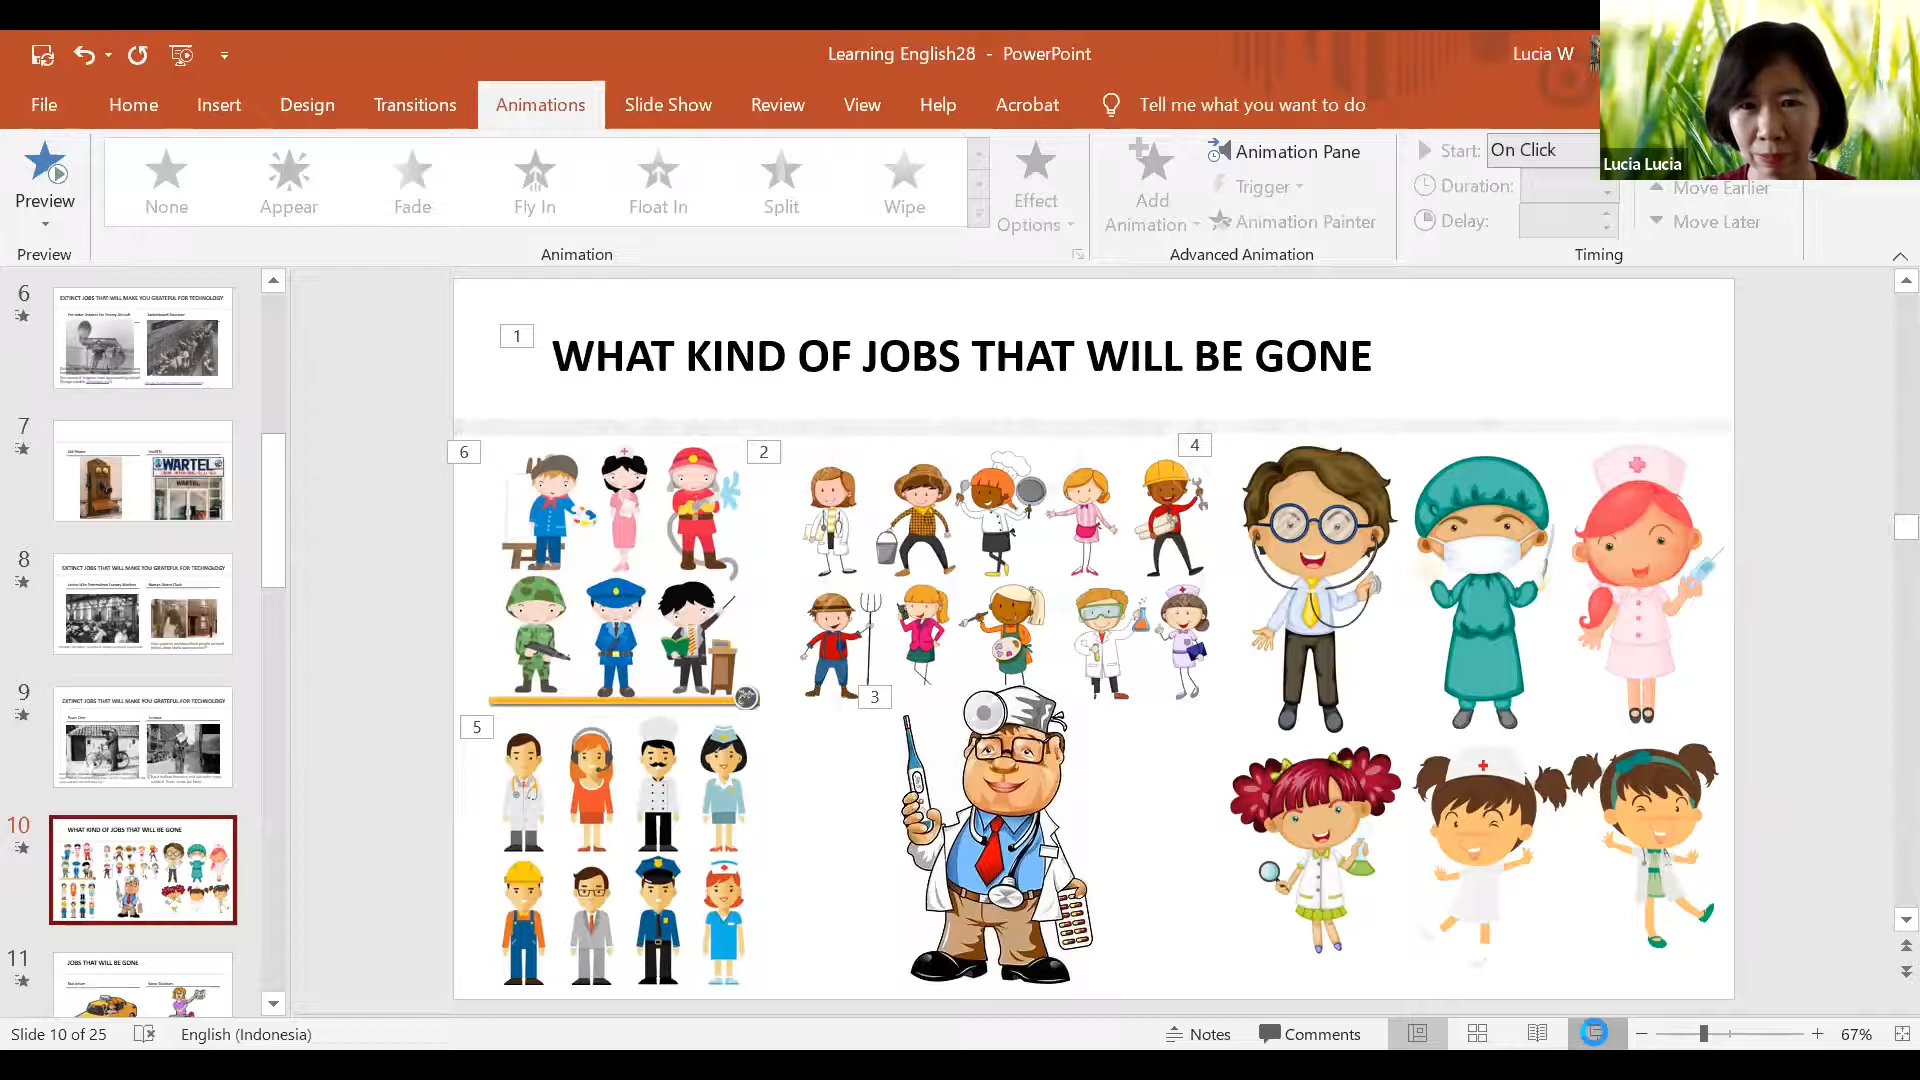 Learning English28 - PowerPoint
Lucia W
File Home Insert Design Transitions Animations Slide Show Review View Help Acrobat Tell me what you want to do
Lucia Lucia
Preview
None Appear Fade Fly In Float In Split Wipe
Effect Options
Add Animation
Animation Pane
Trigger
Animation Painter
Start: On Click
Duration:
Delay:
Move Earlier
Move Later
Preview Animation Advanced Animation Timing
6
EXTINCT JOBS THAT WILL MAKE YOU GRATEFUL FOR TECHNOLOGY
7
WARTEL
WARTEL
8
EXTINCT JOBS THAT WILL MAKE YOU GRATEFUL FOR TECHNOLOGY
9
EXTINCT JOBS THAT WILL MAKE YOU GRATEFUL FOR TECHNOLOGY
10
WHAT KIND OF JOBS THAT WILL BE GONE
11
JOBS THAT WILL BE GONE
1
WHAT KIND OF JOBS THAT WILL BE GONE
6
2
4
3
5
Slide 10 of 25
English (Indonesia)
Notes
Comments
67%